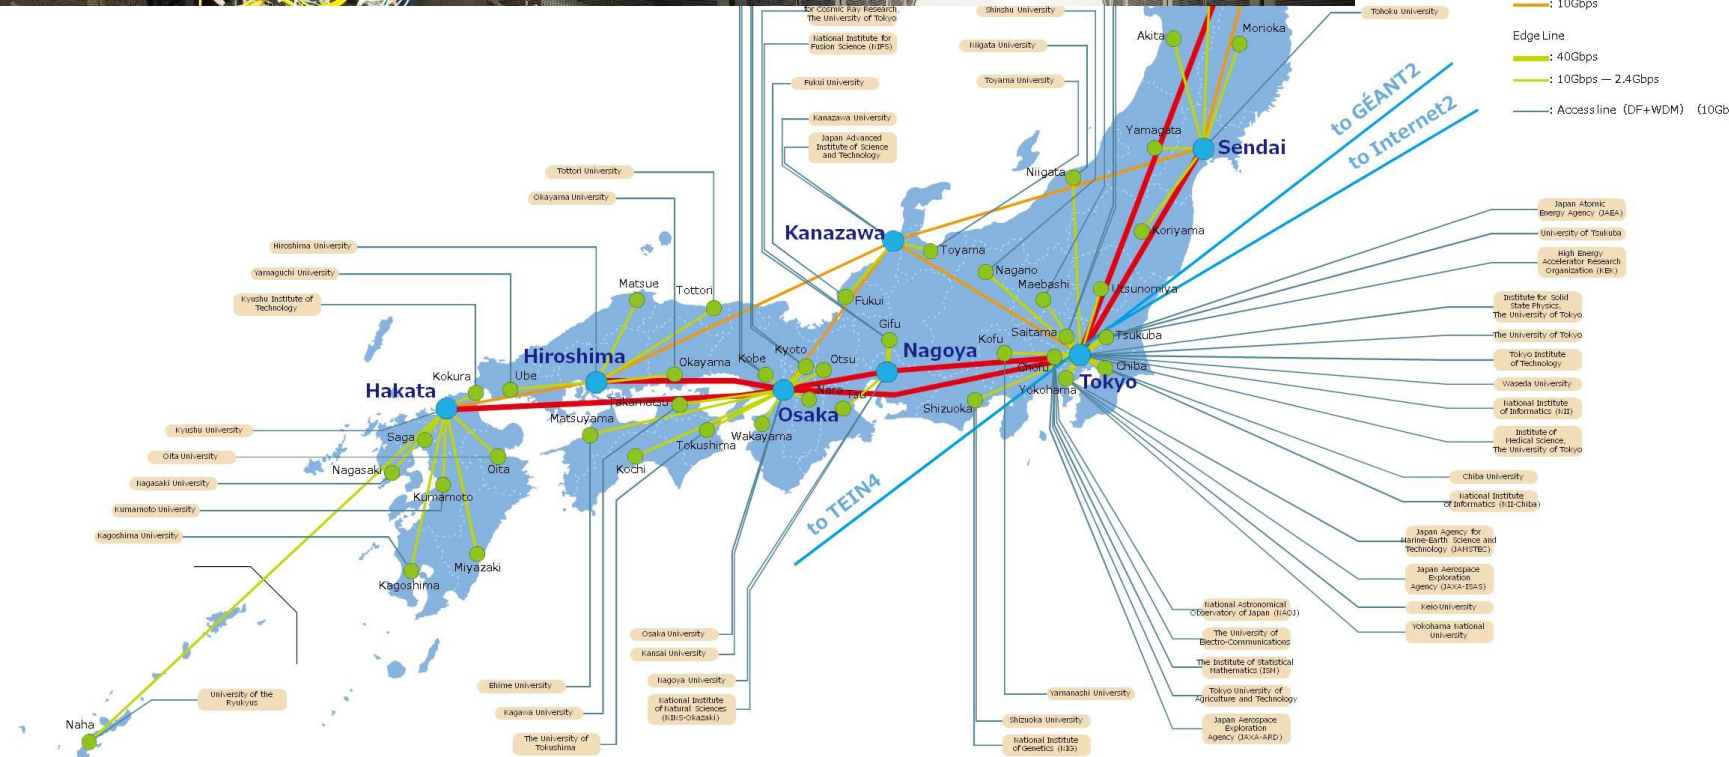 for Cosmic Ray Research,
The University of Tokyo
National Institute for
Fusion Science (NIFS)
Fukui University
Kanazawa University
Japan Advanced
Institute of Science
and Technology
Shinshu University
Niigata University
Toyama University
Tohoku University
: 10Gbps
Edge Line
: 40Gbps
: 10Gbps — 2.4Gbps
: Access line (DF+WDM) (10Gb
Akita
Morioka
Yamagata
Sendai
to GÉANT2
to Internet2
Niigata
Koriyama
Tottori University
Okayama University
Hiroshima University
Yamaguchi University
Kyushu Institute of
Technology
Kanazawa
Toyama
Nagano
Maebashi
Utsunomiya
Matsue
Tottori
Fukui
Gifu
Saitama
Tsukuba
Kofu
Nagoya
Hiroshima
Okayama
Kobe
Kyoto
Otsu
Chofu
Chiba
Tokyo
Yokohama
Kokura
Ube
Hakata
Nara
Tsu
Osaka
Shizuoka
Takamatsu
Matsuyama
Wakayama
Tokushima
Kochi
Saga
Nagasaki
Oita
Kumamoto
Miyazaki
Kagoshima
Naha
to TEIN4
Kyushu University
Oita University
Nagasaki University
Kumamoto University
Kagoshima University
University of the
Ryukyus
Japan Atomic
Energy Agency (JAEA)
University of Tsukuba
High Energy
Accelerator Research
Organization (KEK)
Institute for Solid
State Physics,
The University of Tokyo
The University of Tokyo
Tokyo Institute
of Technology
Waseda University
National Institute
of Informatics (NII)
Institute of
Medical Science,
The University of Tokyo
Chiba University
National Institute
of Informatics (NII-Chiba)
Japan Agency for
Marine-Earth Science and
Technology (JAMSTEC)
Japan Aerospace
Exploration
Agency (JAXA-ISAS)
Keio University
Yokohama National
University
National Astronomical
Observatory of Japan (NAOJ)
The University of
Electro-Communications
The Institute of Statistical
Mathematics (ISM)
Tokyo University of
Agriculture and Technology
Japan Aerospace
Exploration
Agency (JAXA-ARD)
Yamanashi University
Shizuoka University
National Institute
of Genetics (NIG)
Osaka University
Kansai University
Nagoya University
National Institute
of Natural Sciences
(NINS-Okazaki)
Ehime University
Kagawa University
The University of
Tokushima